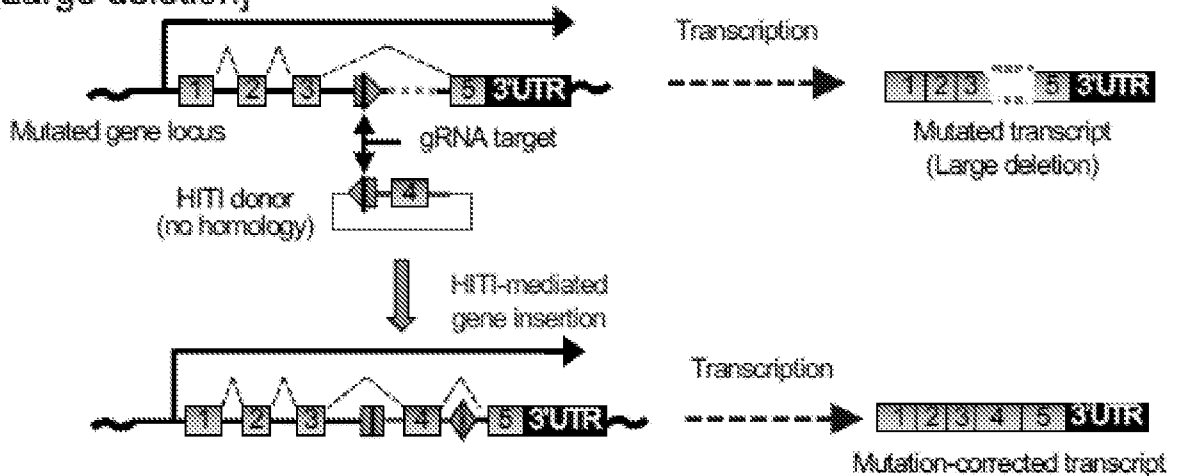 Transcription
1 2 3 5 3'UTR
1 2 3 5 3'UTR
Mutated gene locus
gRNA target
Mutated transcript
(Large deletion)
HITI donor
(no homology)
4
HITI-mediated
gene insertion
Transcription
1 2 3 4 5 3'UTR
1 2 3 4 5 3'UTR
Mutation-corrected transcript